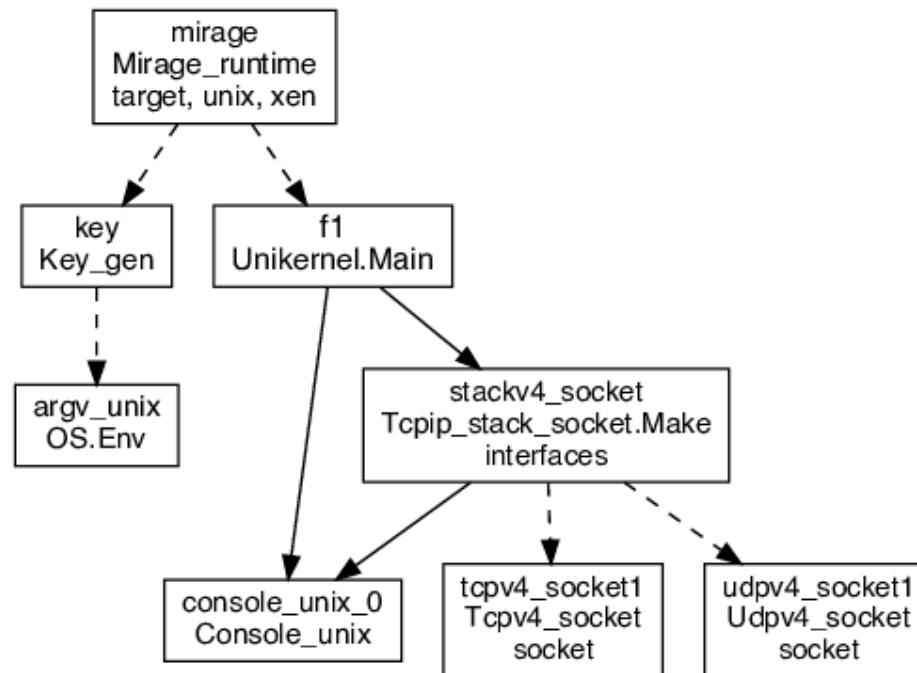 mirage
Mirage_runtime
target, unix, xen
key
Key_gen
f1
Unikernel.Main
argv_unix
OS.Env
stackv4_socket
Tcpip_stack_socket.Make
interfaces
console_unix_0
Console_unix
tcpv4_socket1
Tcpv4_socket
socket
udpv4_socket1
Udpv4_socket
socket